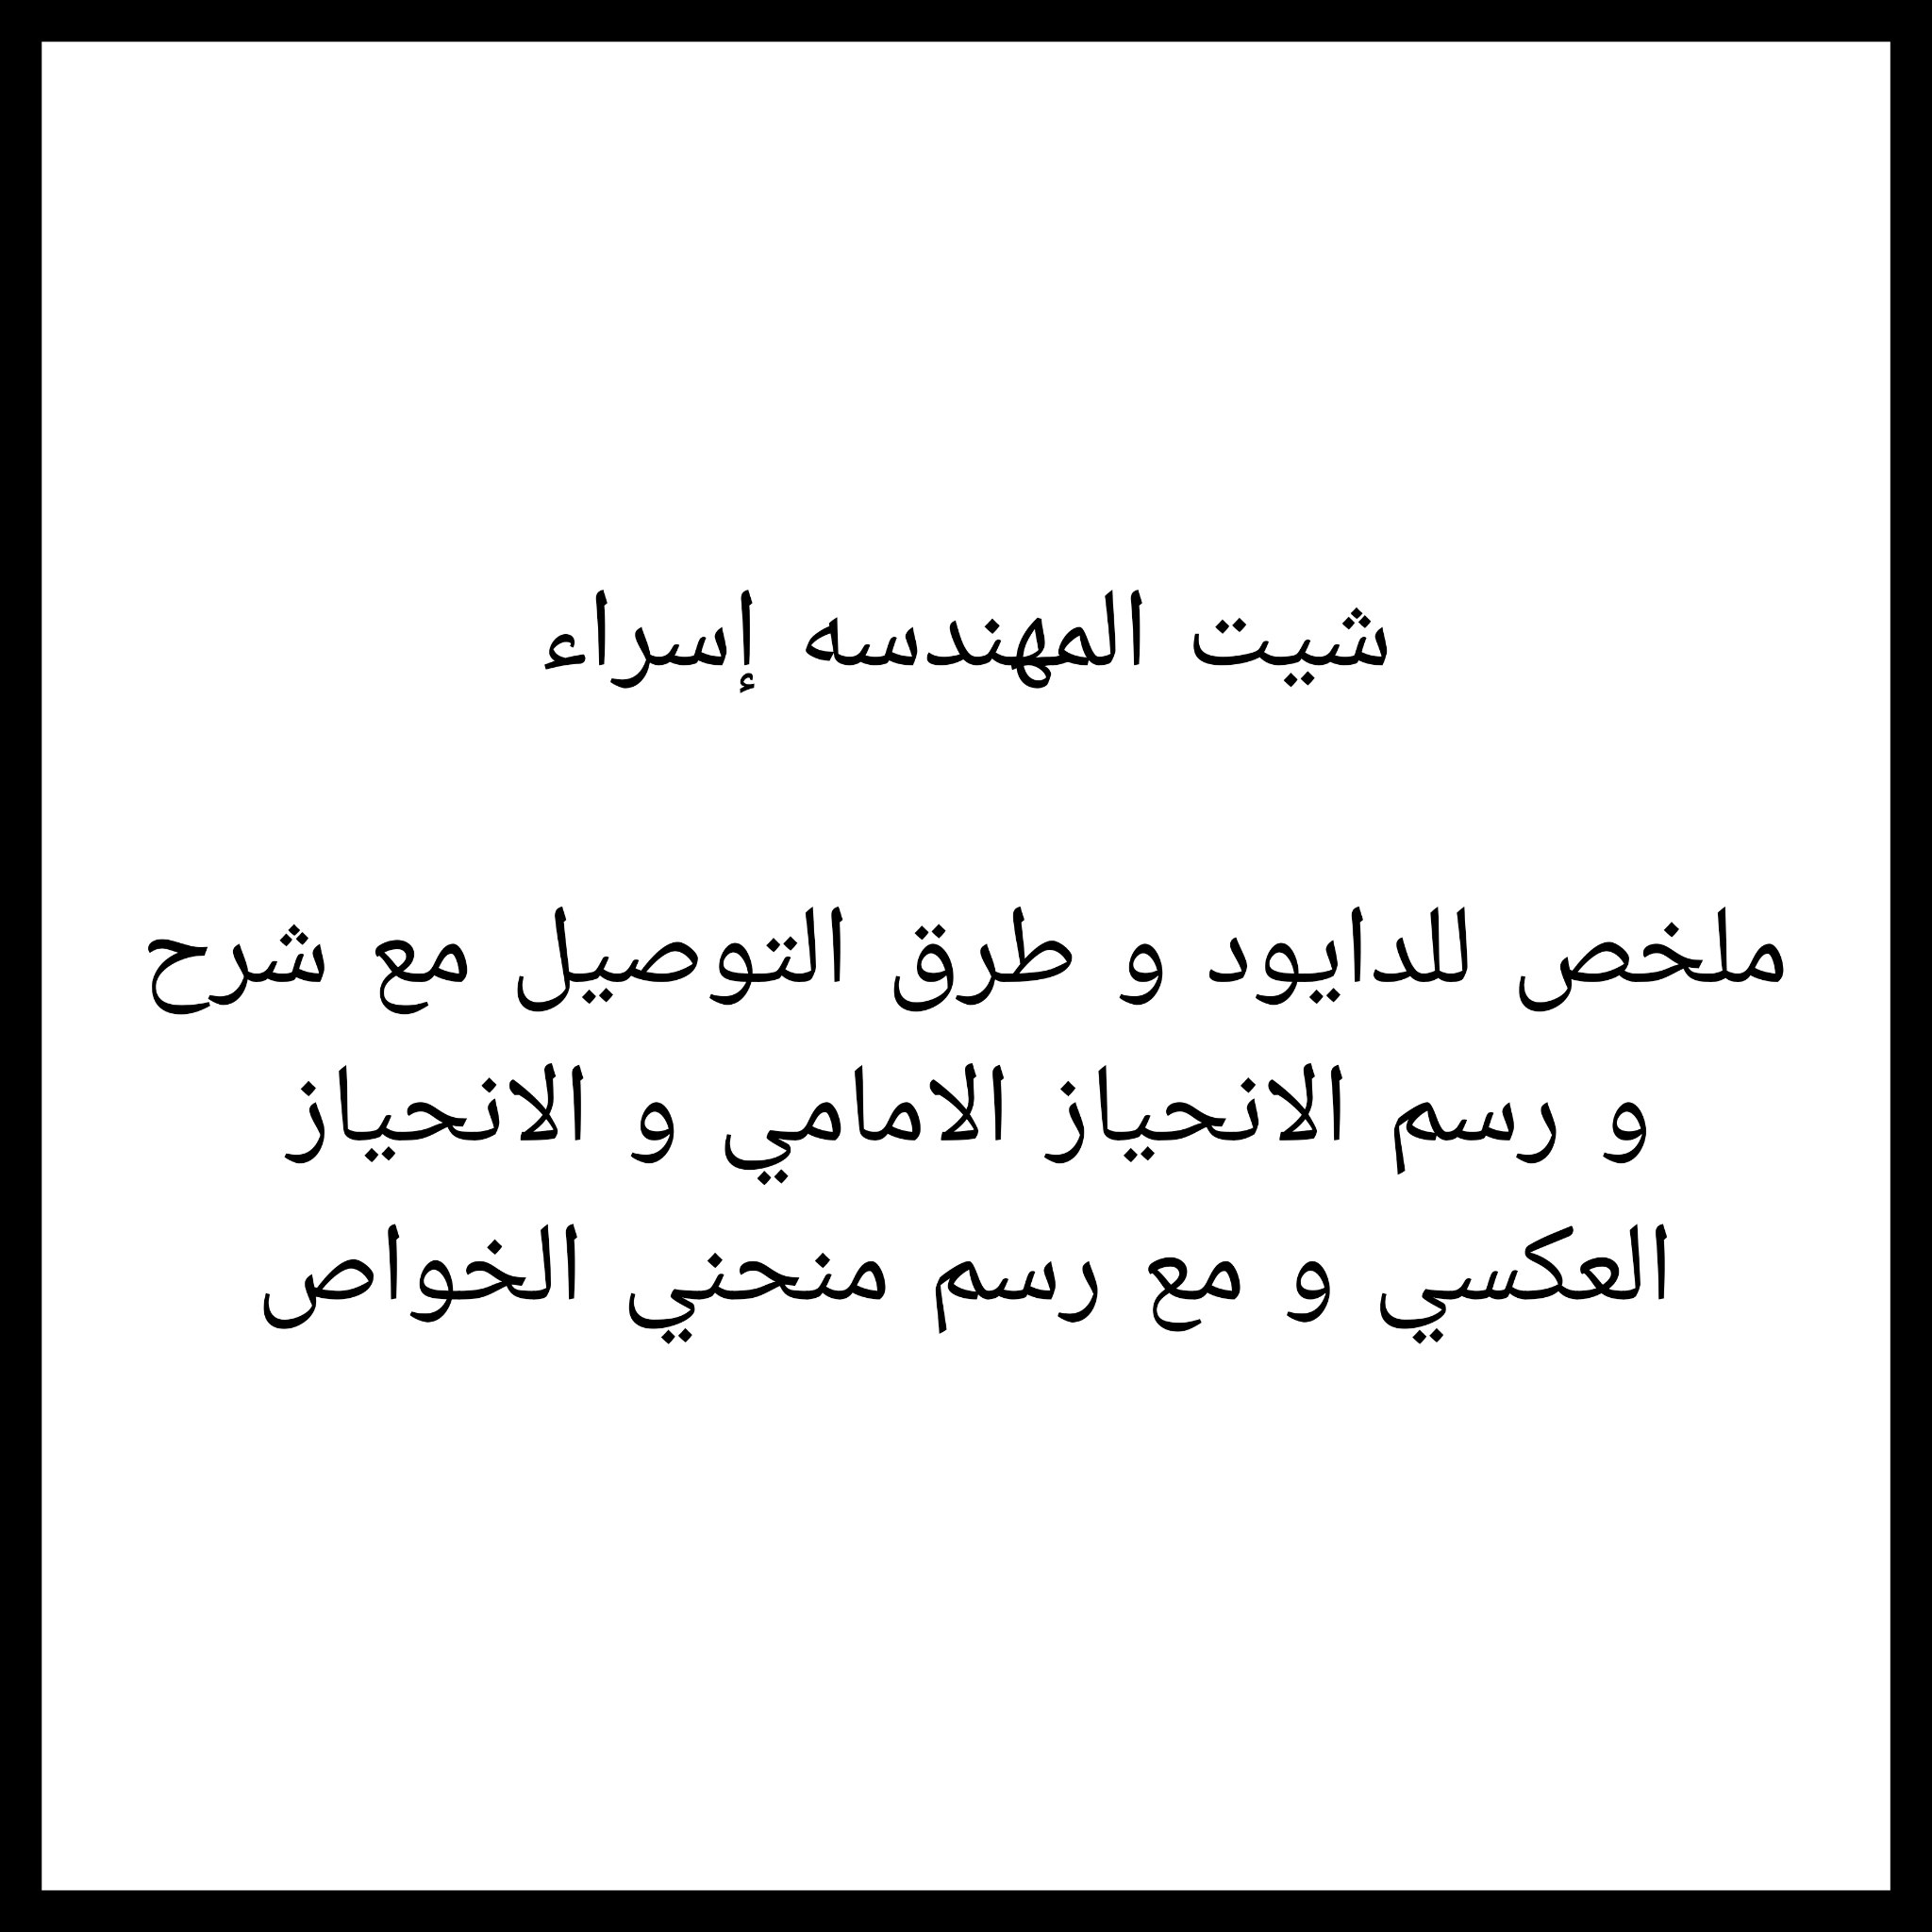 شيت المهندسه إسراء
ملخص للدايود و طرق التوصيل مع شرح
و رسم الانحياز الامامي و الانحياز
العكسي و مع رسم منحني الخواص